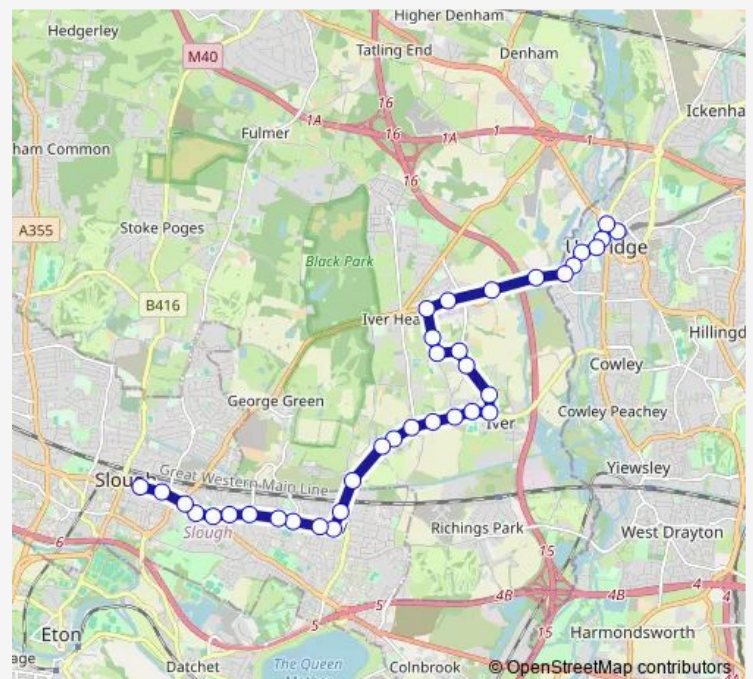 Higher Denham
Hedgerley
Tatling End
Denham
M40
16
1A
16
1A
1
1
Ickenha
Fulmer
ham Common
16
A355
Stoke Poges
Black Park
B416
Iver Hea
Hillingd
Cowley
George Green
Cowley Peachey
Iver
Great Western Main Line
Yiewsley
Slough
Richings Park
West Drayton
6
15
5
4B
4B
4
4
5
15
Eton
Harmondsworth
age
Datchet
The Queen
Colnbrook
© OpenStreetMap contributors